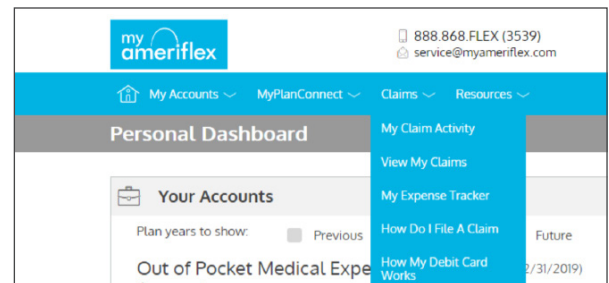 my
ameriflex
888.868.FLEX (3539)
service@myameriflex.com
My Accounts
MyPlanConnect
Claims
Resources
Personal Dashboard
My Claim Activity
View My Claims
My Expense Tracker
How Do I File A Claim
How My Debit Card
Works
Your Accounts
Plan years to show:
Previous
Future
Out of Pocket Medical Expe
2/31/2019)